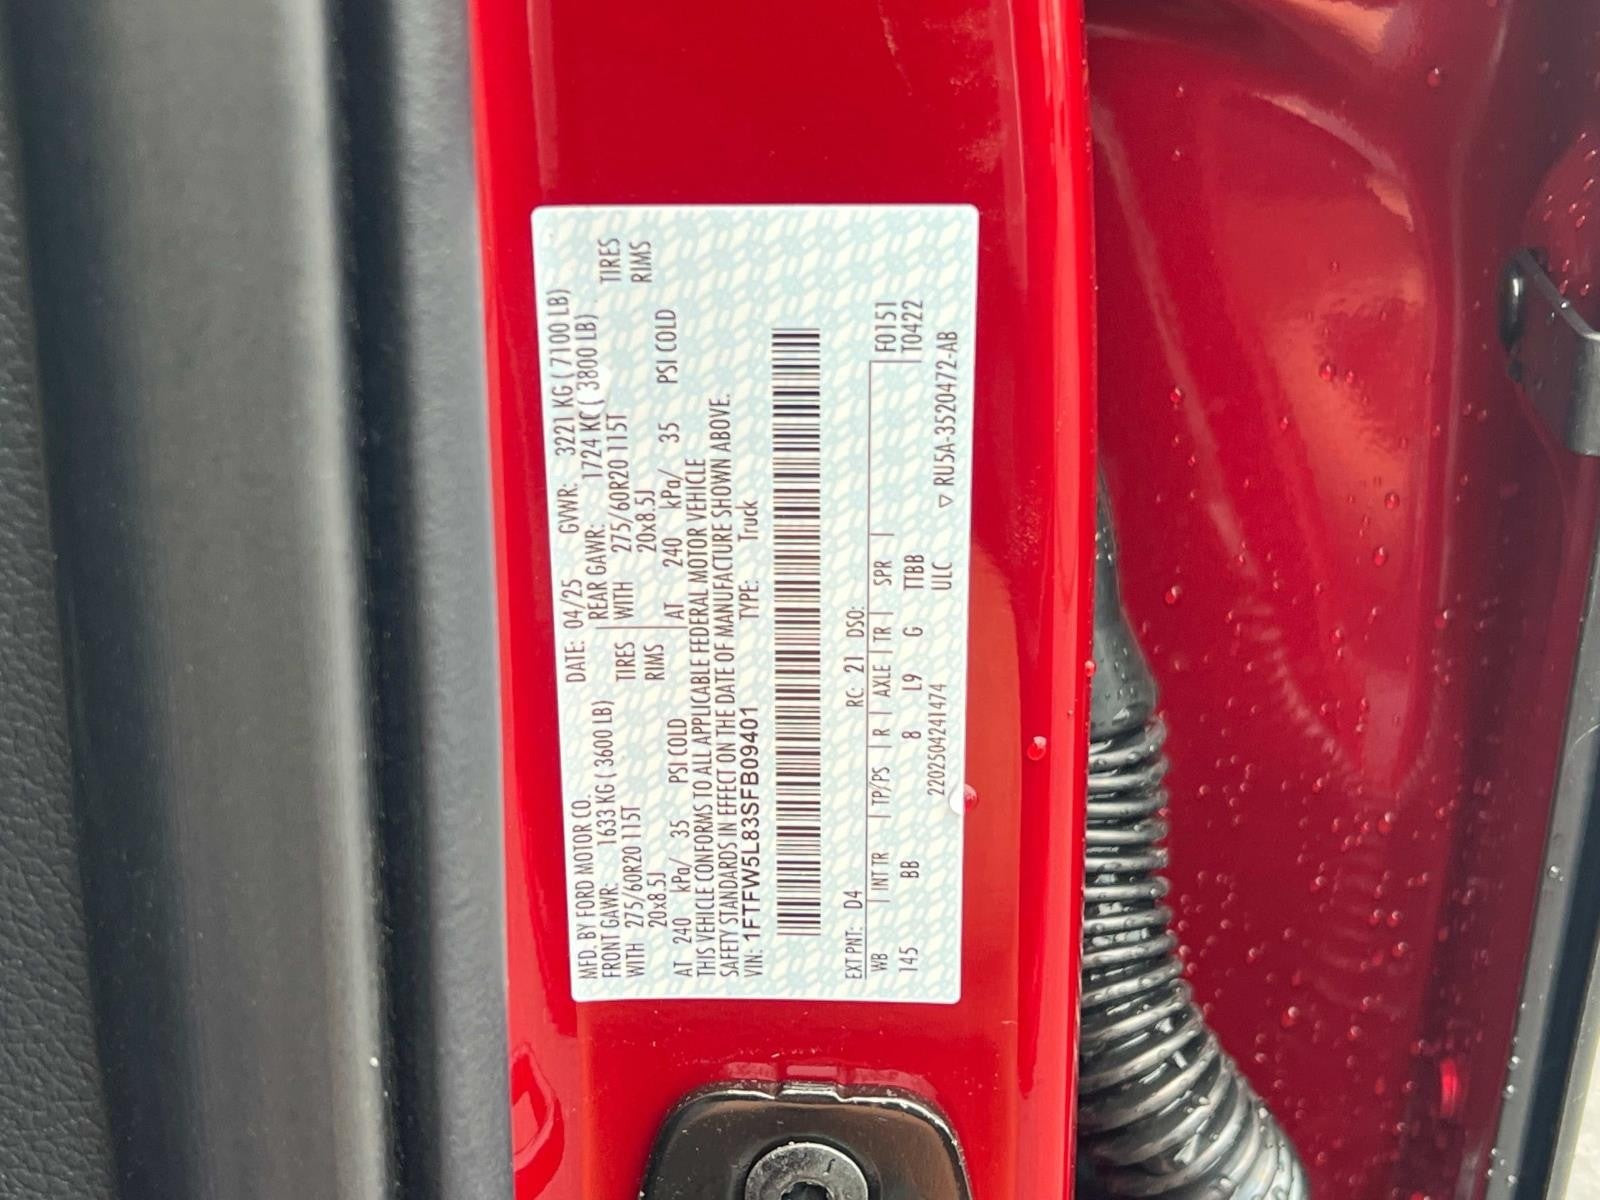 MFD. BY FORD MOTOR CO. DATE: 04/25 GVWR: 3221 KG ( 7100 LB)
FRONT GAWR: 1633 KG ( 3600 LB) REAR GAWR: 1724 KG ( 3800 LB)
WITH 275/60R20 115T TIRES WITH 275/60R20 115T TIRES
20x8.5J RIMS 20x8.5J RIMS
AT 240 kPa/ 35 PSI COLD AT 240 kPa/ 35 PSI COLD
THIS VEHICLE CONFORMS TO ALL APPLICABLE FEDERAL MOTOR VEHICLE
SAFETY STANDARDS IN EFFECT ON THE DATE OF MANUFACTURE SHOWN ABOVE.
VIN: 1FTFW5L83SFB09401 TYPE: Truck
EXT PNT: D4 RC: 21 DSO: F0151
WB INT TR TP/PS R AXLE TR SPR T0422
145 BB 8 L9 G TTBB
2202504241474 ULC ▽ RU5A-3520472-AB